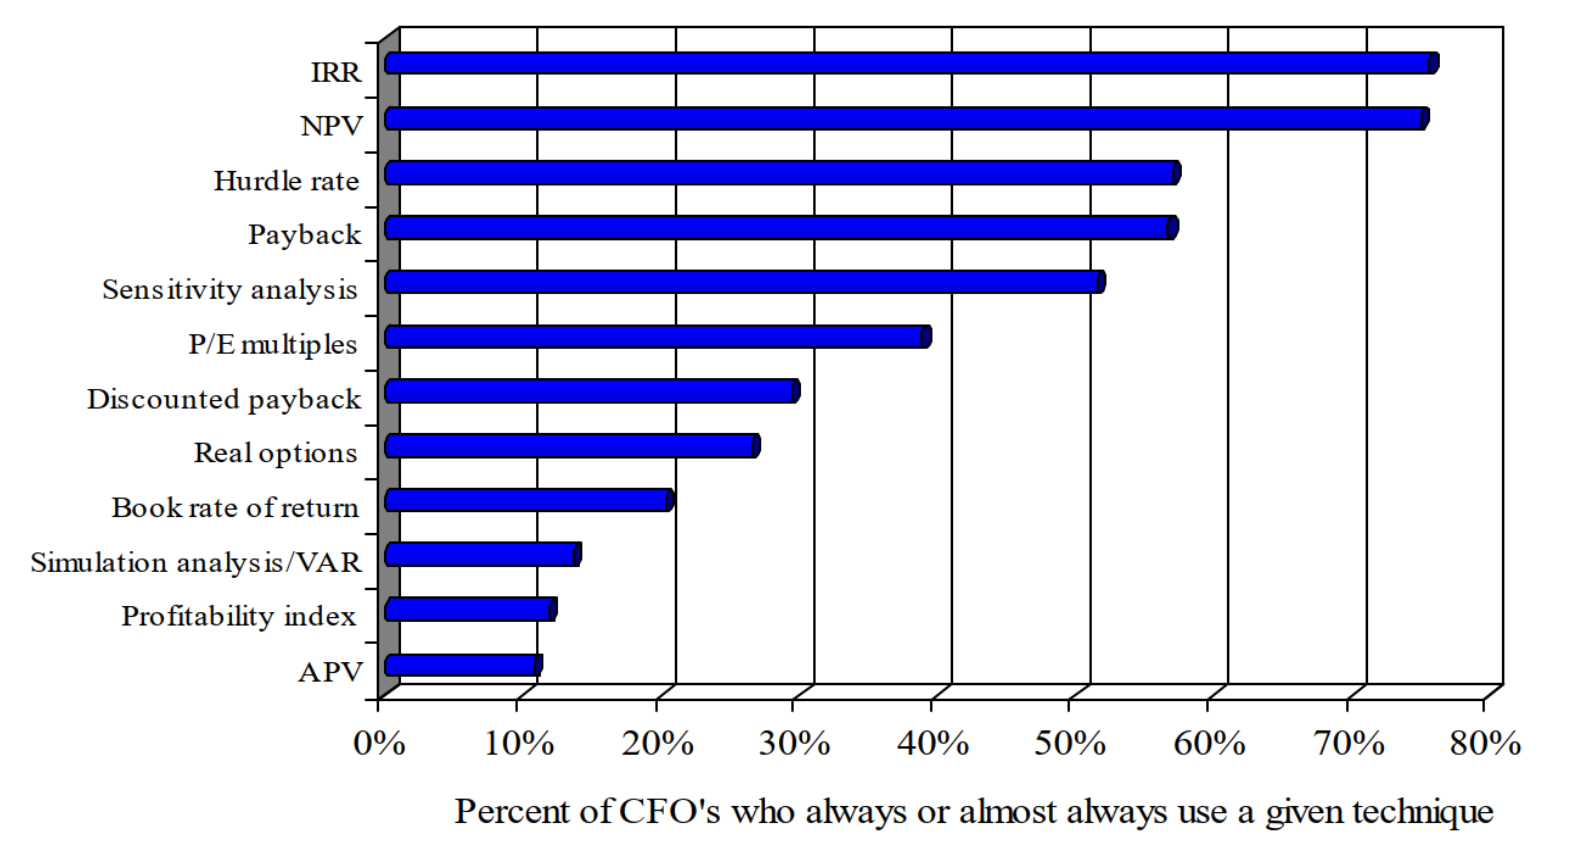 IRR
NPV
Hurdle rate
Payback
Sensitivity analysis
P/E multiples
Discounted payback
Real options
Book rate of return
Simulation analysis/VAR
Profitability index
APV
0% 10% 20% 30% 40% 50% 60% 70% 80%
Percent of CFO's who always or almost always use a given technique